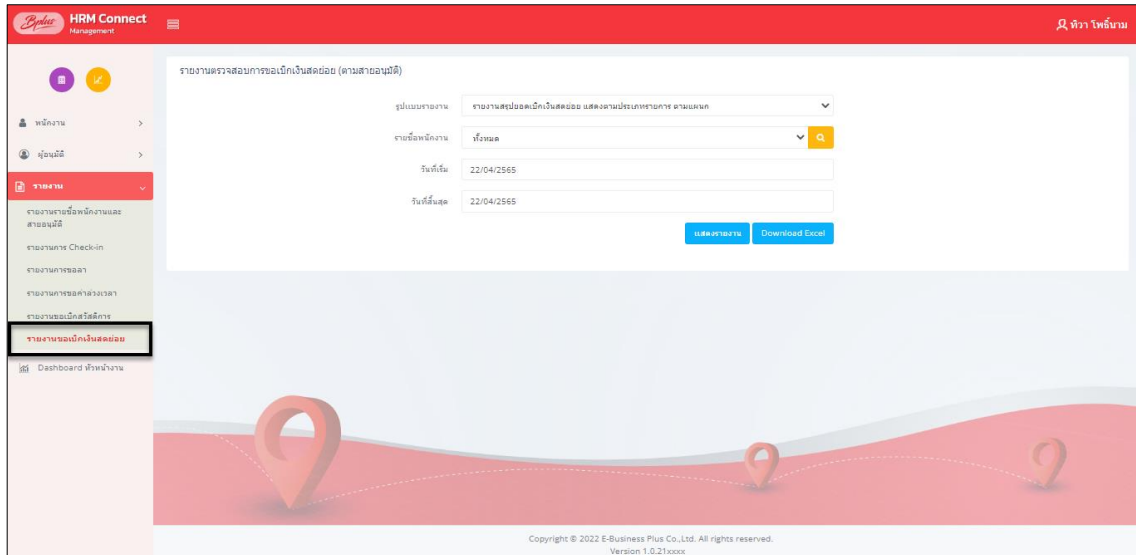 Bplus HRM Connect
Management
ทิวา โพธิ์นาม
รายงานตรวจสอบการขอเบิกเงินสดย่อย (ตามสายอนุมัติ)
รูปแบบรายงาน รายงานสรุปยอดเบิกเงินสดย่อย แสดงตามประเภทรายการ ตามแผนก
รายชื่อพนักงาน ทั้งหมด
วันที่เริ่ม 22/04/2565
วันที่สิ้นสุด 22/04/2565
แสดงรายงาน Download Excel
พนักงาน
ผู้อนุมัติ
รายงาน
รายงานรายชื่อพนักงานและ
สายอนุมัติ
รายงานการ Check-in
รายงานการขอลา
รายงานการขอค่าล่วงเวลา
รายงานขอเบิกสวัสดิการ
รายงานขอเบิกเงินสดย่อย
Dashboard หัวหน้างาน
Copyright © 2022 E-Business Plus Co.,Ltd. All rights reserved.
Version 1.0.21xxxx